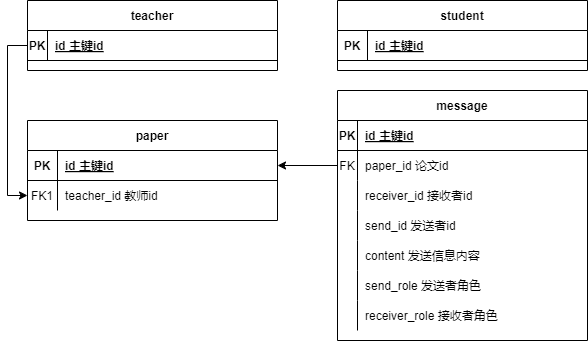 teacher
PK id 主键id
student
PK id 主键id
paper
PK id 主键id
FK1 teacher_id 教师id
message
PK id 主键id
FK paper_id 论文id
receiver_id 接收者id
send_id 发送者id
content 发送信息内容
send_role 发送者角色
receiver_role 接收者角色